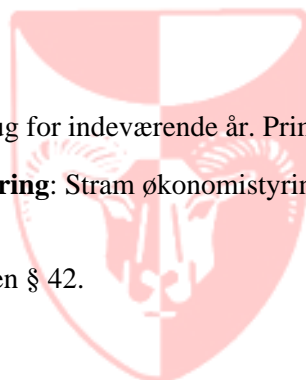 ug for indeværende år. Prin
ring: Stram økonomistyrin
en § 42.